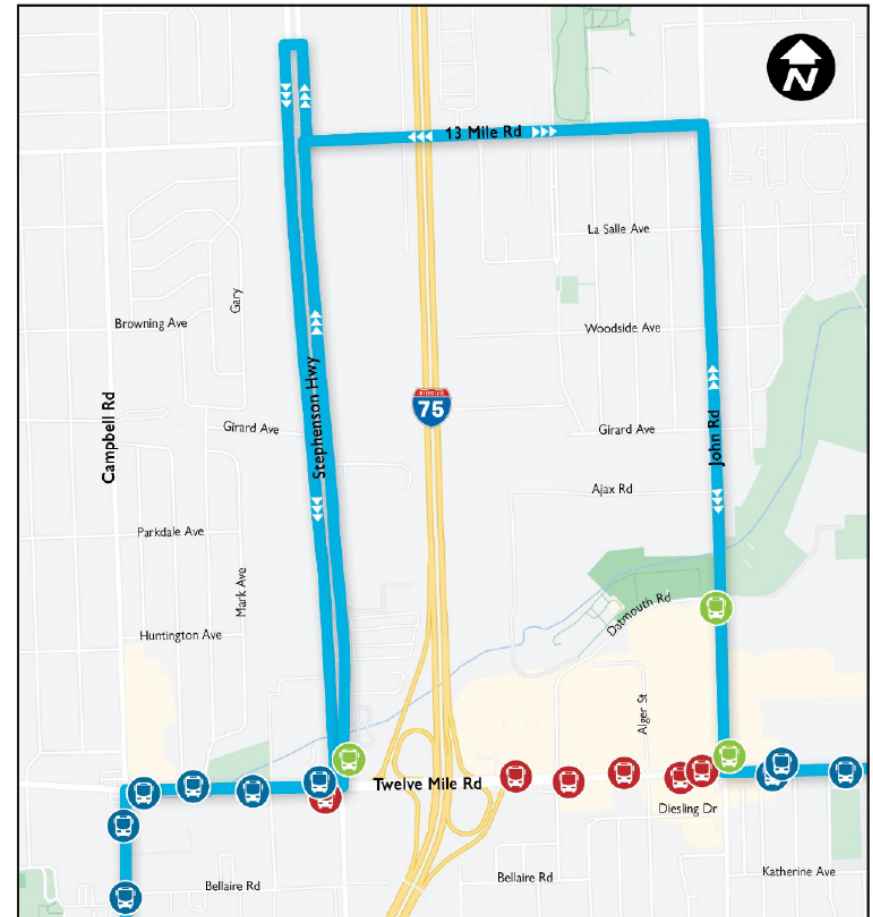 N
13 Mile Rd
La Salle Ave
Gary
Browning Ave
Woodside Ave
Stephenson Hwy
INTERSTATE
75
Campbell Rd
Girard Ave
Girard Ave
John Rd
Ajax Rd
Parkdale Ave
Mark Ave
Datmouth Rd
Huntington Ave
Alger St
Twelve Mile Rd
Diesling Dr
Bellaire Rd
Bellaire Rd
Katherine Ave